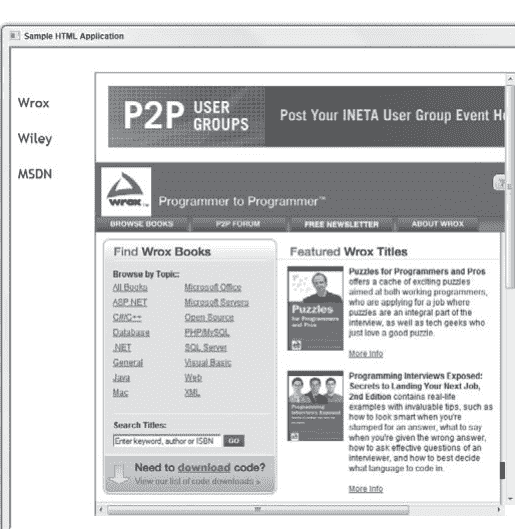 Sample HTML Application
Wrox
Wiley
MSDN
P2P USER GROUPS
Post Your INETA User Group Event
wrox™
Programmer to Programmer™
BROWSE BOOKS P2P FORUM FREE NEWSLETTER ABOUT WROX
Find Wrox Books
Browse by Topic:
All Books Microsoft Office
ASP.NET Microsoft Servers
C#/C++ Open Source
Database PHP/MySQL
.NET SQL Server
General Visual Basic
Java Web
Mac XML
Search Titles:
Enter keyword, author or ISBN GO
Need to download code?
View our list of code downloads »
Featured Wrox Titles
Puzzles
for Programmers
and Pros
Puzzles for Programmers and Pros
offers a cache of exciting puzzles
aimed at both working programmers,
who are applying for a job where
puzzles are an integral part of the
interview, as well as tech geeks who
just love a good puzzle.
More Info
Programming
Interviews Exposed
Programming Interviews Exposed:
Secrets to Landing Your Next Job,
2nd Edition contains real-life
examples with invaluable tips, such as
how to look smart when you're
stumped for an answer, what to say
when you're given the wrong answer,
how to ask effective questions of an
interviewer, and how to best decide
what language to code in.
More Info